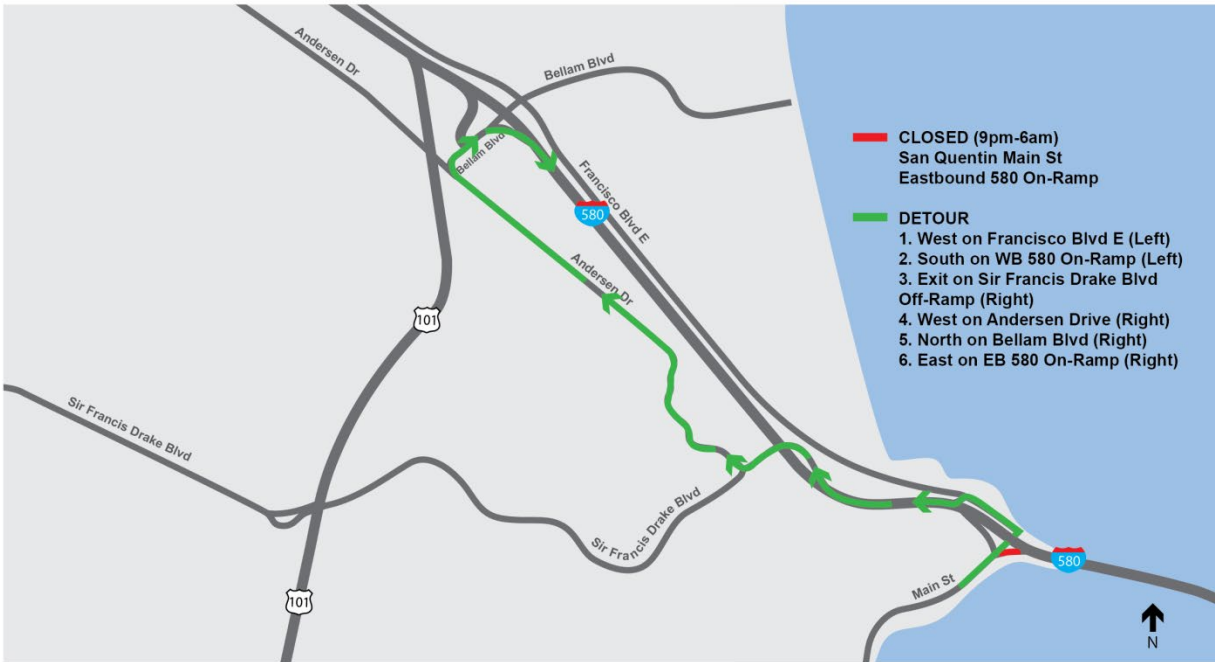 Andersen Dr
Bellam Blvd
Bellam Blvd
Francisco Blvd E
580
Andersen Dr
101
Sir Francis Drake Blvd
Sir Francis Drake Blvd
101
Main St
580
N
CLOSED (9pm-6am)
San Quentin Main St
Eastbound 580 On-Ramp
DETOUR
1. West on Francisco Blvd E (Left)
2. South on WB 580 On-Ramp (Left)
3. Exit on Sir Francis Drake Blvd
Off-Ramp (Right)
4. West on Andersen Drive (Right)
5. North on Bellam Blvd (Right)
6. East on EB 580 On-Ramp (Right)